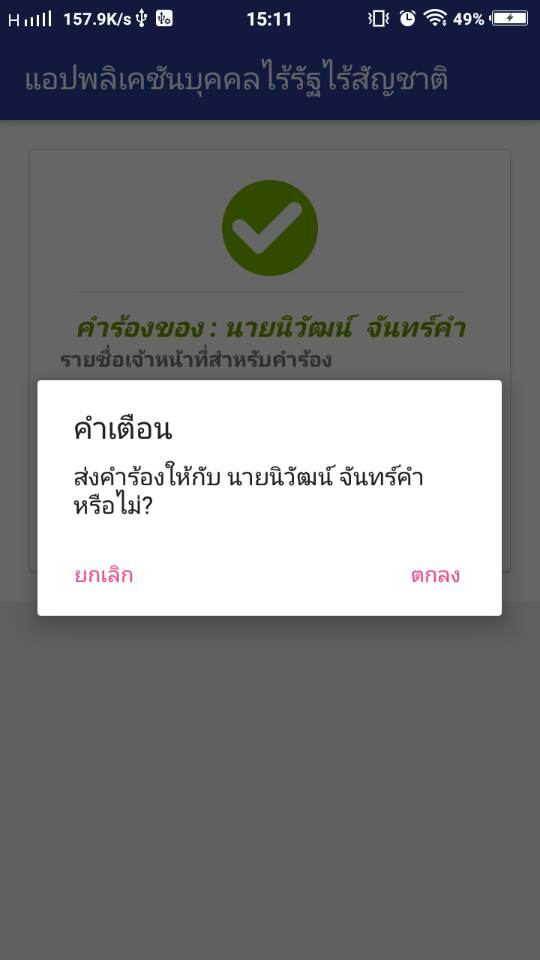 H 157.9K/s 15:11 49%
แอปพลิเคชันบุคคลไร้รัฐไร้สัญชาติ
คำร้องของ : นายนิวัฒน์ จันทร์คำ
รายชื่อเจ้าหน้าที่สำหรับคำร้อง
คำเตือน
ส่งคำร้องให้กับ นายนิวัฒน์ จันทร์คำ
หรือไม่?
ยกเลิก ตกลง